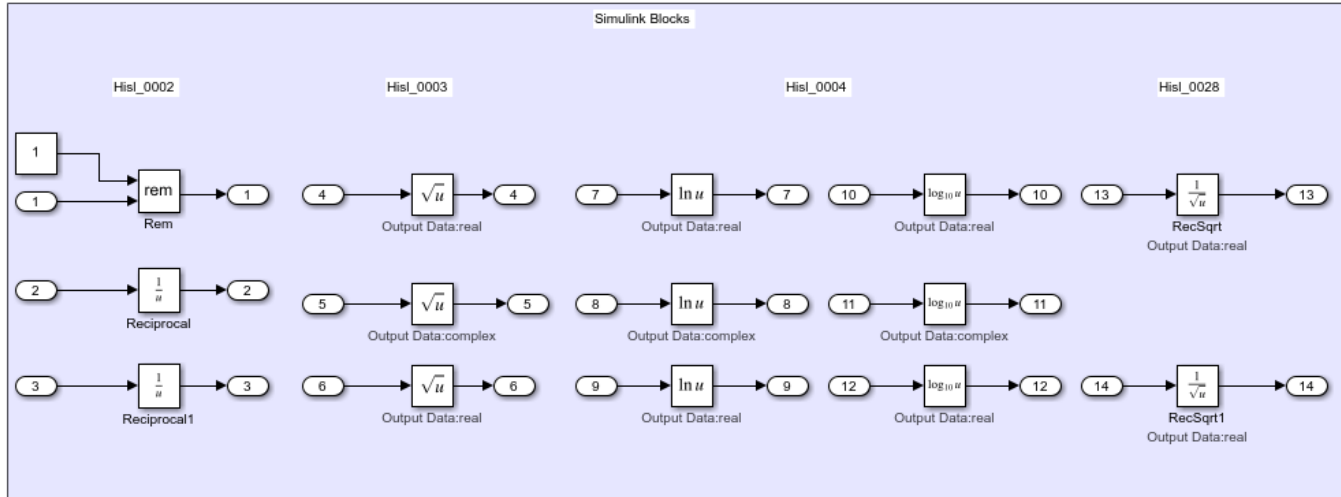 Simulink Blocks
Hisl_0002
Hisl_0003
Hisl_0004
Hisl_0028
1
1
rem
1
Rem
4
√u
4
Output Data:real
7
ln u
7
Output Data:real
10
log₁₀ u
10
Output Data:real
13
1/√u
13
RecSqrt
Output Data:real
2
1/u
2
Reciprocal
5
√u
5
Output Data:complex
8
ln u
8
Output Data:complex
11
log₁₀ u
11
Output Data:complex
3
1/u
3
Reciprocal1
6
√u
6
Output Data:real
9
ln u
9
Output Data:real
12
log₁₀ u
12
Output Data:real
14
1/√u
14
RecSqrt1
Output Data:real